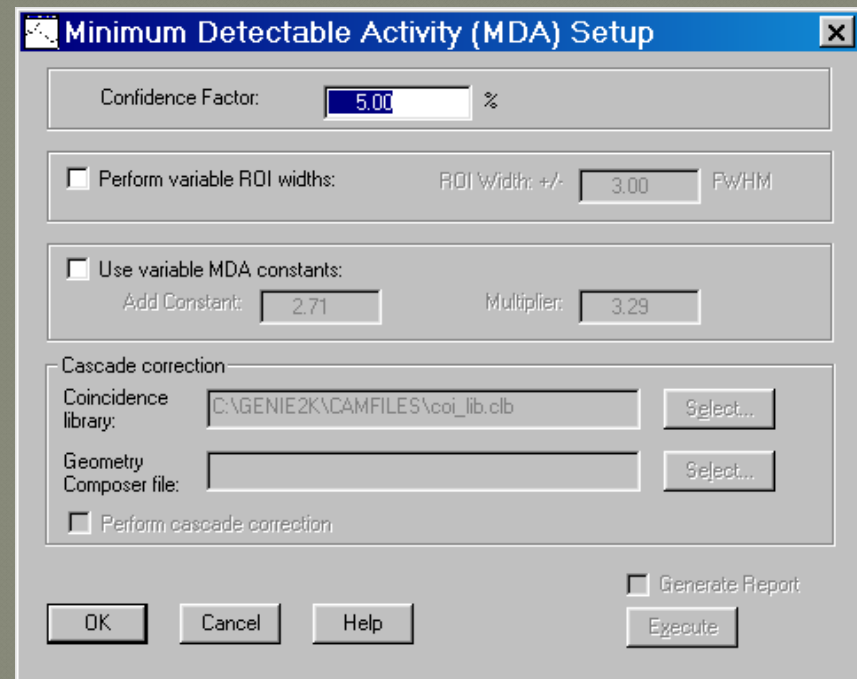 Minimum Detectable Activity (MDA) Setup
Confidence Factor: 5.00 %
Perform variable ROI widths: ROI Width: +/- 3.00 FWHM
Use variable MDA constants:
Add Constant: 2.71 Multiplier: 3.29
Cascade correction
Coincidence library: C:\GENIE2K\CAMFILES\coi_lib.clb Select...
Geometry Composer file: Select...
Perform cascade correction
Generate Report
OK Cancel Help Execute